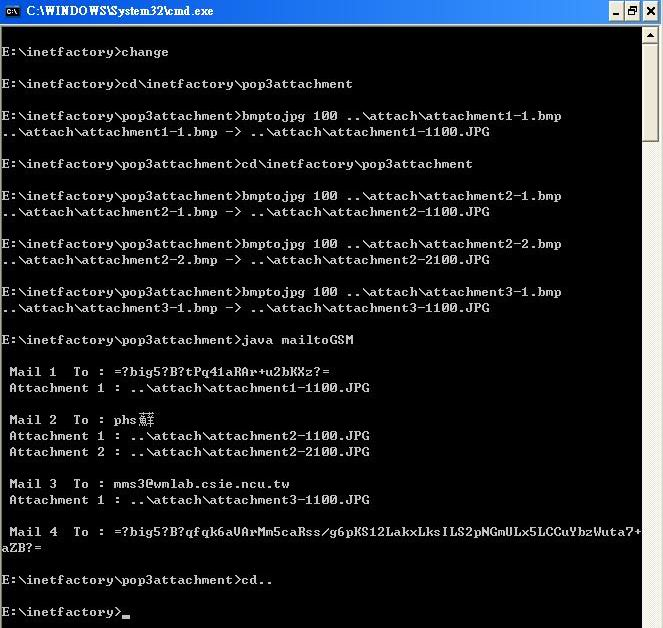 C:\WINDOWS\System32\cmd.exe
E:\inetfactory>change
E:\inetfactory>cd\inetfactory\pop3attachment
E:\inetfactory\pop3attachment>bmptojpg 100 ..\attach\attachment1-1.bmp
..\attach\attachment1-1.bmp -> ..\attach\attachment1-1100.JPG
E:\inetfactory\pop3attachment>cd\inetfactory\pop3attachment
E:\inetfactory\pop3attachment>bmptojpg 100 ..\attach\attachment2-1.bmp
..\attach\attachment2-1.bmp -> ..\attach\attachment2-1100.JPG
E:\inetfactory\pop3attachment>bmptojpg 100 ..\attach\attachment2-2.bmp
..\attach\attachment2-2.bmp -> ..\attach\attachment2-2100.JPG
E:\inetfactory\pop3attachment>bmptojpg 100 ..\attach\attachment3-1.bmp
..\attach\attachment3-1.bmp -> ..\attach\attachment3-1100.JPG
E:\inetfactory\pop3attachment>java mailtoGSM
Mail 1  To : =?big5?B?tPq41aRAr+u2bKXz?=
Attachment 1 : ..\attach\attachment1-1100.JPG
Mail 2  To : phs蘇
Attachment 1 : ..\attach\attachment2-1100.JPG
Attachment 2 : ..\attach\attachment2-2100.JPG
Mail 3  To : mms3@wmlab.csie.ncu.tw
Attachment 1 : ..\attach\attachment3-1100.JPG
Mail 4  To : =?big5?B?qfqk6aVArMm5caRss/g6pKS12LakxLksILS2pNGmULx5LCCuYbzWuta7+
aZB?=
E:\inetfactory\pop3attachment>cd..
E:\inetfactory>_